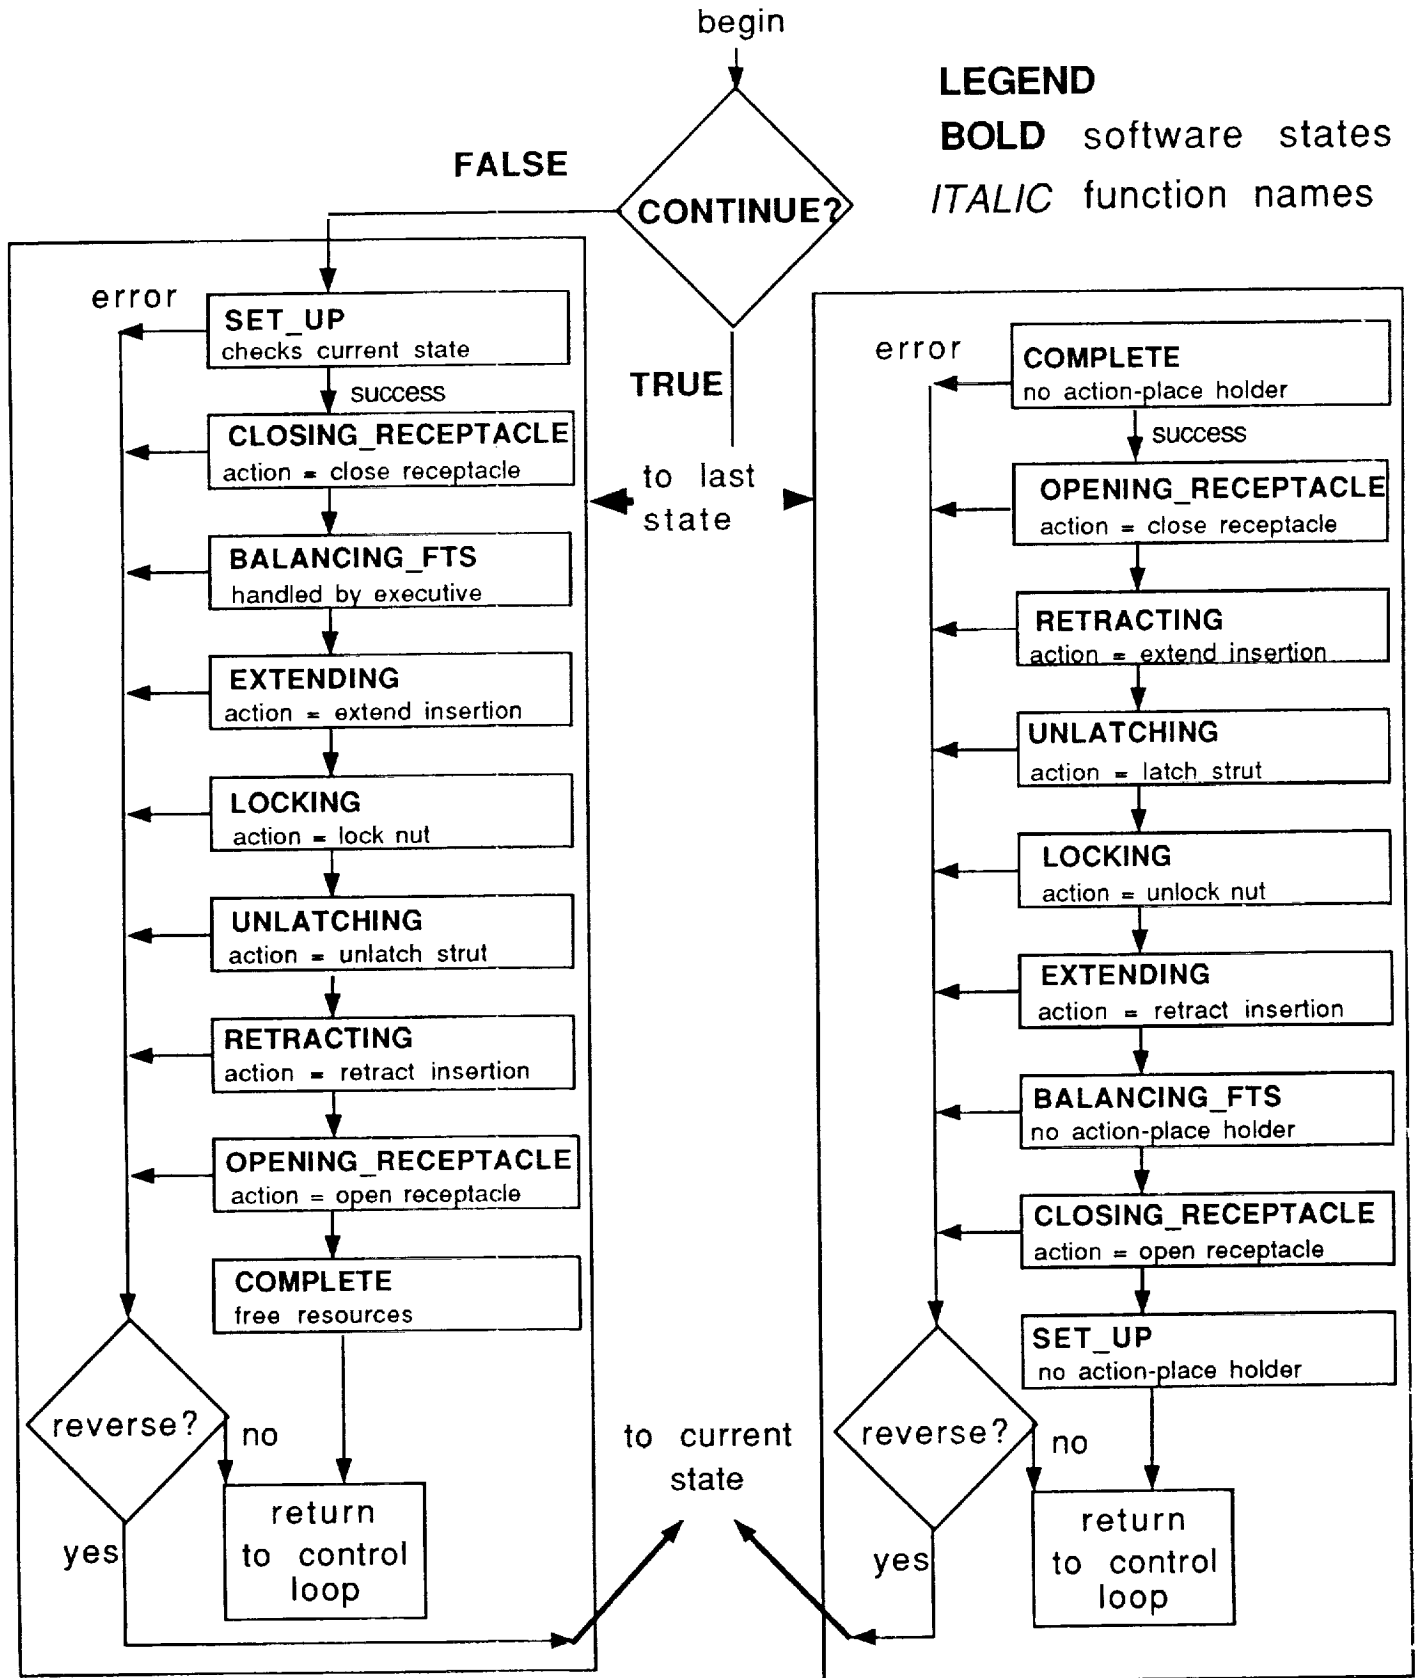 begin
LEGEND
BOLD software states
ITALIC function names
FALSE
CONTINUE?
TRUE
to last
state
error
SET_UP
checks current state
success
CLOSING_RECEPTACLE
action = close receptacle
BALANCING_FTS
handled by executive
EXTENDING
action = extend insertion
LOCKING
action = lock nut
UNLATCHING
action = unlatch strut
RETRACTING
action = retract insertion
OPENING_RECEPTACLE
action = open receptacle
COMPLETE
free resources
reverse?
no
yes
return
to control
loop
to current
state
error
COMPLETE
no action-place holder
success
OPENING_RECEPTACLE
action = close receptacle
RETRACTING
action = extend insertion
UNLATCHING
action = latch strut
LOCKING
action = unlock nut
EXTENDING
action = retract insertion
BALANCING_FTS
no action-place holder
CLOSING_RECEPTACLE
action = open receptacle
SET_UP
no action-place holder
reverse?
no
yes
return
to control
loop